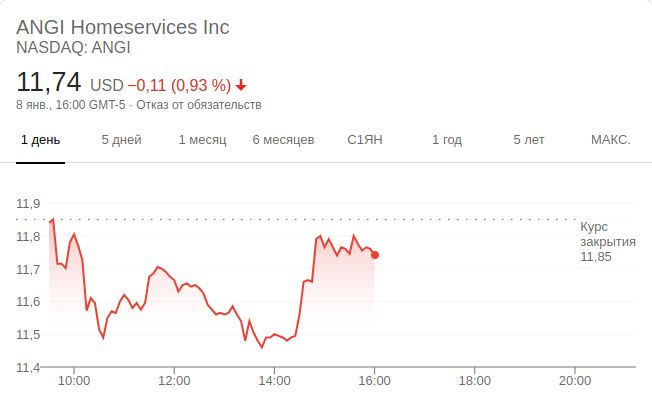 ANGI Homeservices Inc
NASDAQ: ANGI
11,74 USD −0,11 (0,93 %)
8 янв., 16:00 GMT-5 · Отказ от обязательств
1 день 5 дней 1 месяц 6 месяцев С1ЯН 1 год 5 лет МАКС.
11,9
11,8
11,7
11,6
11,5
11,4
Курс
закрытия
11,85
10:00 12:00 14:00 16:00 18:00 20:00